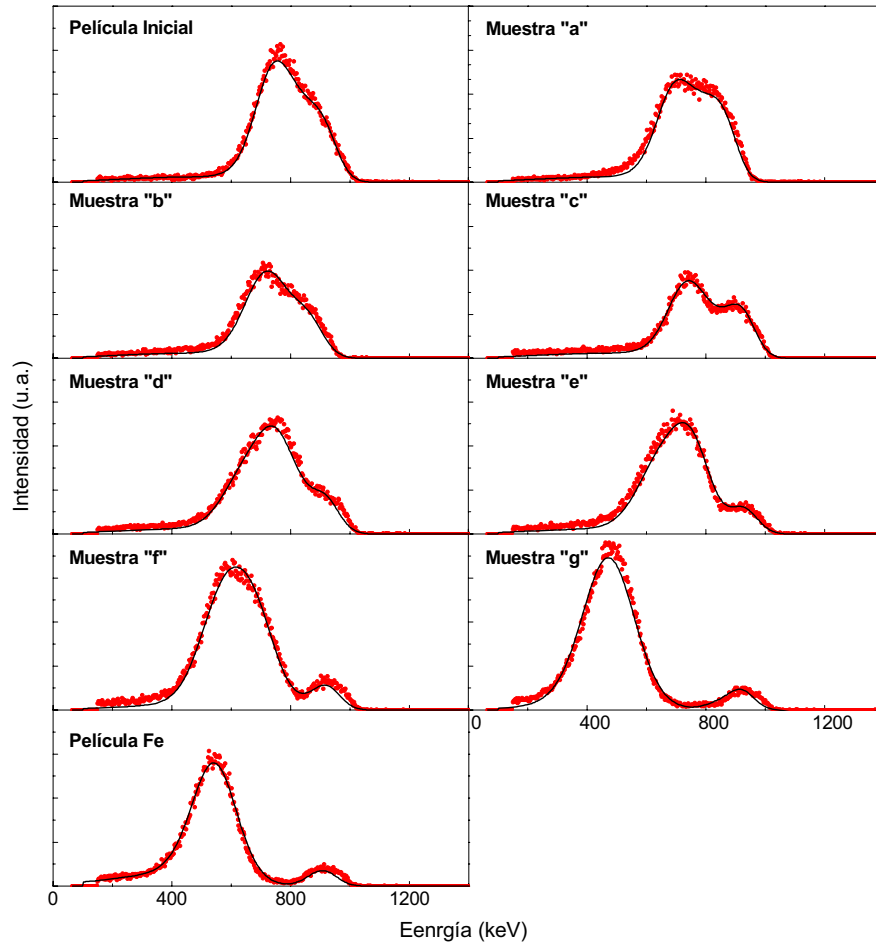 Película Inicial
Muestra "a"
Muestra "b"
Muestra "c"
Muestra "d"
Muestra "e"
Muestra "f"
Muestra "g"
0 400 800 1200
Película Fe
0 400 800 1200
Intensidad (u.a.)
Eenrgía (keV)